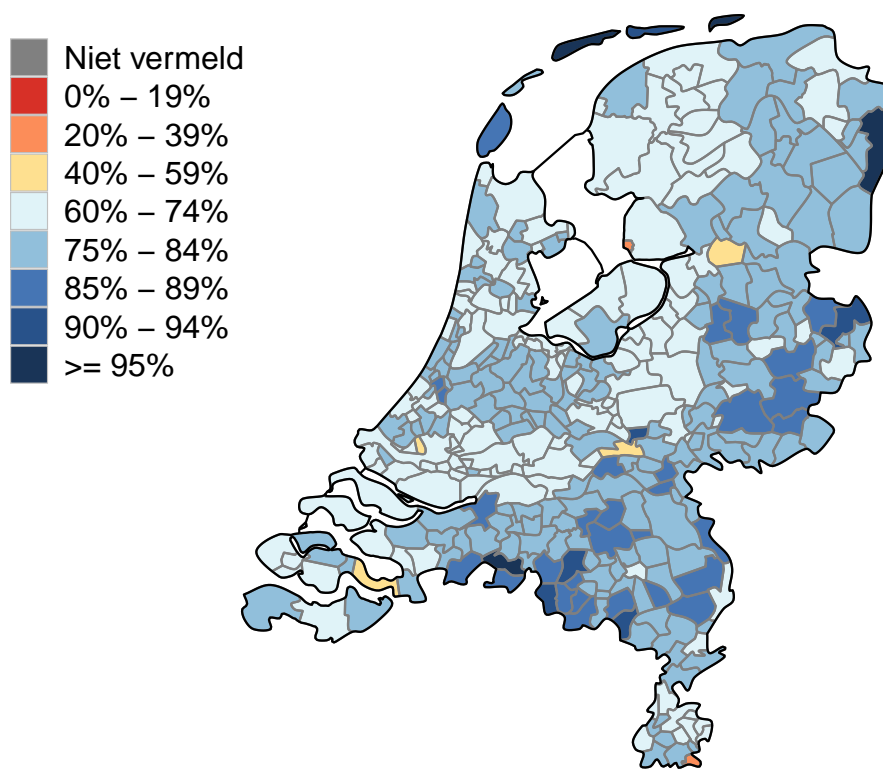 Niet vermeld
0% – 19%
20% – 39%
40% – 59%
60% – 74%
75% – 84%
85% – 89%
90% – 94%
>= 95%